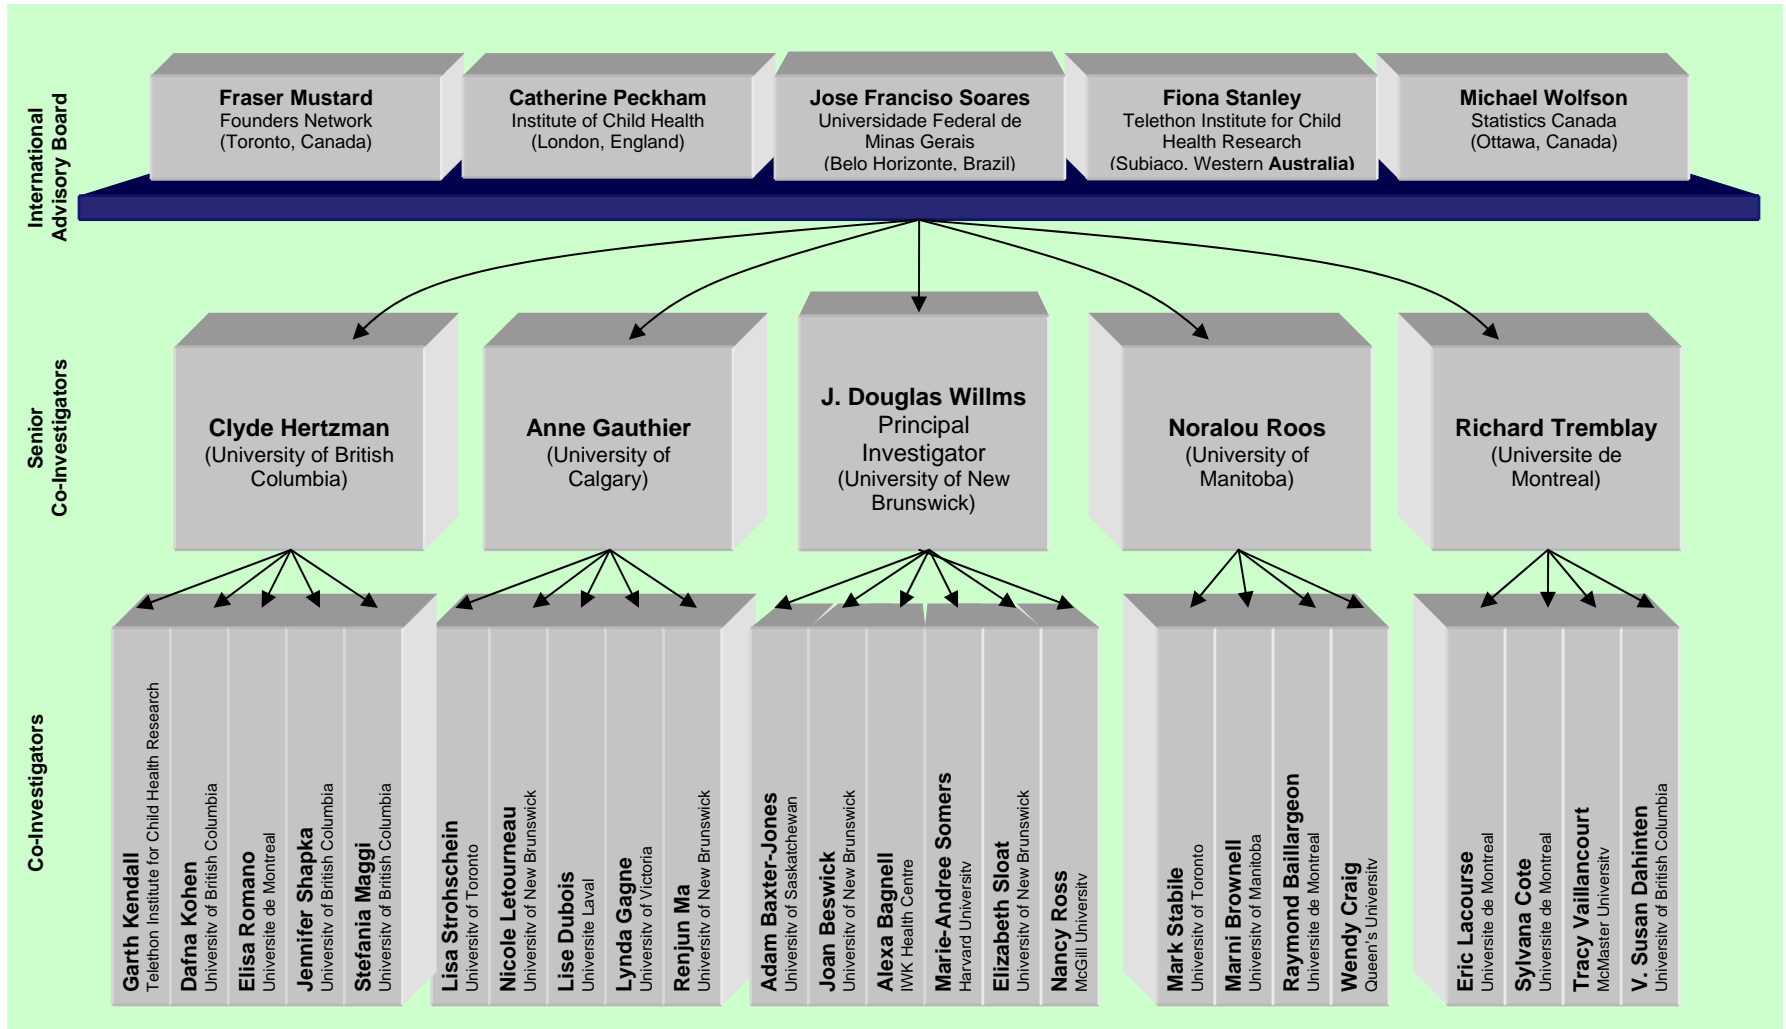 International
Advisory Board
Fraser Mustard
Founders Network
(Toronto, Canada)
Catherine Peckham
Institute of Child Health
(London, England)
Jose Franciso Soares
Universidade Federal de
Minas Gerais
(Belo Horizonte, Brazil)
Fiona Stanley
Telethon Institute for Child
Health Research
(Subiaco, Western Australia)
Michael Wolfson
Statistics Canada
(Ottawa, Canada)
Senior
Co-Investigators
Clyde Hertzman
(University of British
Columbia)
Anne Gauthier
(University of
Calgary)
J. Douglas Willms
Principal
Investigator
(University of New
Brunswick)
Noralou Roos
(University of
Manitoba)
Richard Tremblay
(Universite de
Montreal)
Co-Investigators
Garth Kendall
Telethon Institute for Child Health Research
Dafna Kohen
University of British Columbia
Elisa Romano
Universite de Montreal
Jennifer Shapka
University of British Columbia
Stefania Maggi
University of British Columbia
Lisa Strohschein
University of Toronto
Nicole Letourneau
University of New Brunswick
Lise Dubois
Universite Laval
Lynda Gagne
University of Victoria
Renjun Ma
University of New Brunswick
Adam Baxter-Jones
University of Saskatchewan
Joan Beswick
University of New Brunswick
Alexa Bagnell
IWK Health Centre
Marie-Andree Somers
Harvard University
Elizabeth Sloat
University of New Brunswick
Nancy Ross
McGill University
Mark Stabile
University of Toronto
Marni Brownell
University of Manitoba
Raymond Baillargeon
Universite de Montreal
Wendy Craig
Queen's University
Eric Lacourse
Universite de Montreal
Sylvana Cote
Universite de Montreal
Tracy Vaillancourt
McMaster University
V. Susan Dahinten
University of British Columbia